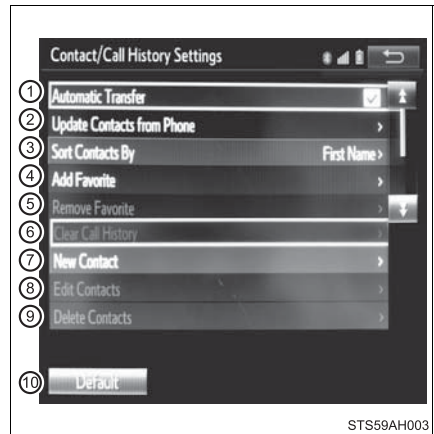 Contact/Call History Settings
1 Automatic Transfer
2 Update Contacts from Phone
3 Sort Contacts By First Name
4 Add Favorite
5 Remove Favorite
6 Clear Call History
7 New Contact
8 Edit Contacts
9 Delete Contacts
10 Default
STS59AH003